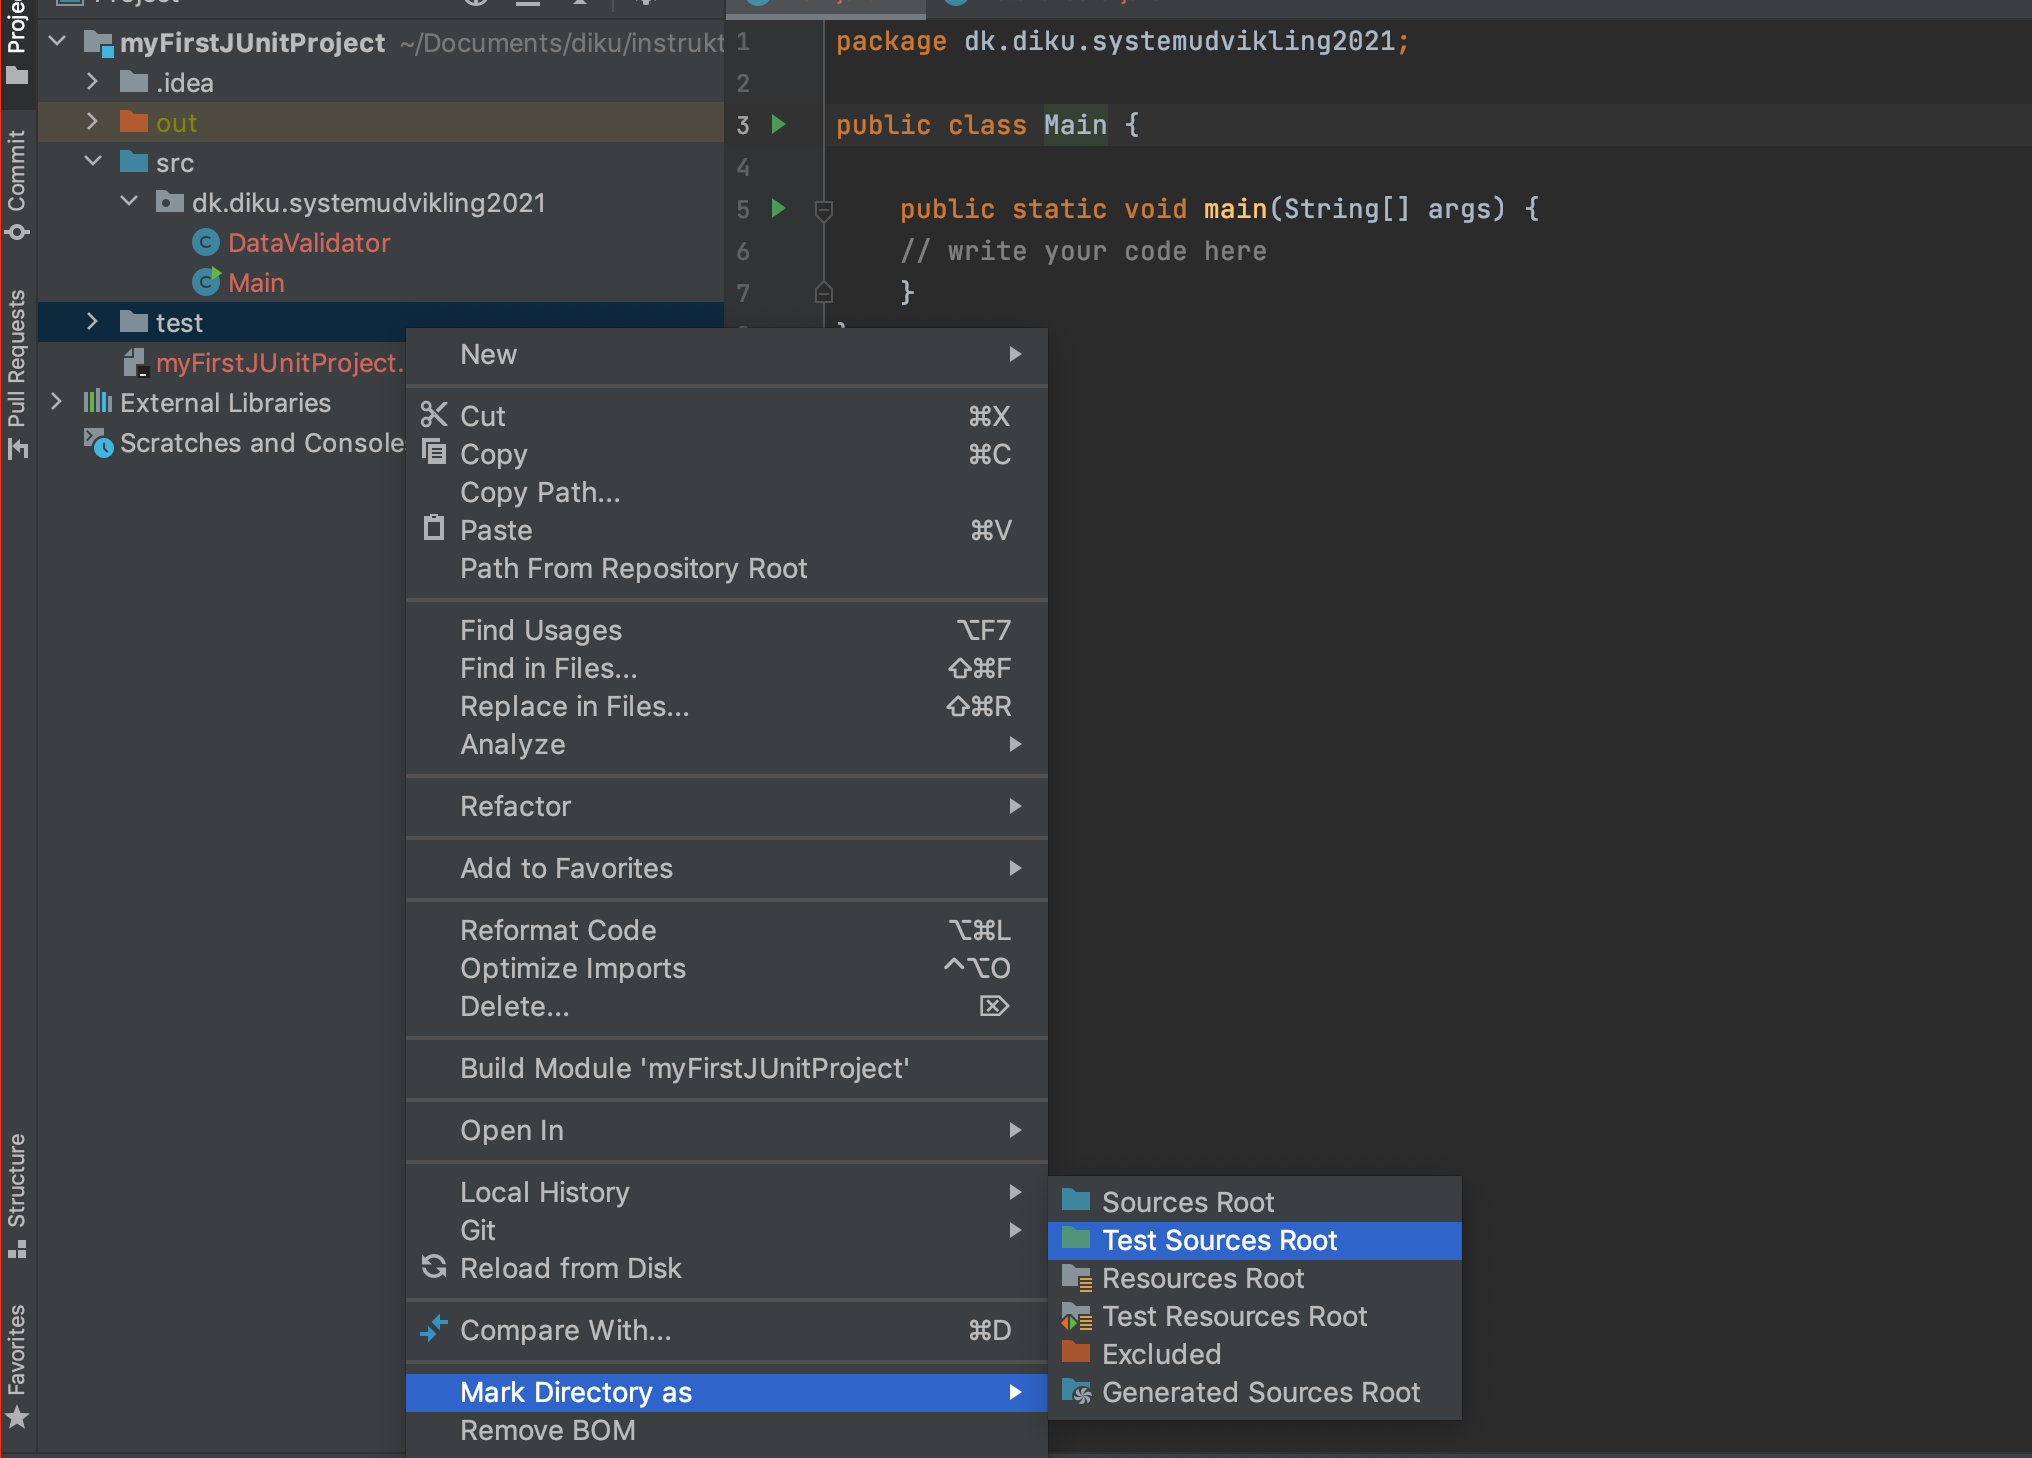 Project
myFirstJUnitProject ~/Documents/diku/instrukt
.idea
out
src
dk.diku.systemudvikling2021
DataValidator
Main
test
myFirstJUnitProject.
External Libraries
Scratches and Console
Commit
Pull Requests
Structure
Favorites
1 package dk.diku.systemudvikling2021;
2
3 public class Main {
4
5 public static void main(String[] args) {
6 // write your code here
7 }
New
Cut ⌘X
Copy ⌘C
Copy Path...
Paste ⌘V
Path From Repository Root
Find Usages ⌥F7
Find in Files... ⇧⌘F
Replace in Files... ⇧⌘R
Analyze
Refactor
Add to Favorites
Reformat Code ⌥⌘L
Optimize Imports ^⌥O
Delete... ⌦
Build Module 'myFirstJUnitProject'
Open In
Local History
Git
Reload from Disk
Compare With... ⌘D
Mark Directory as
Remove BOM
Sources Root
Test Sources Root
Resources Root
Test Resources Root
Excluded
Generated Sources Root